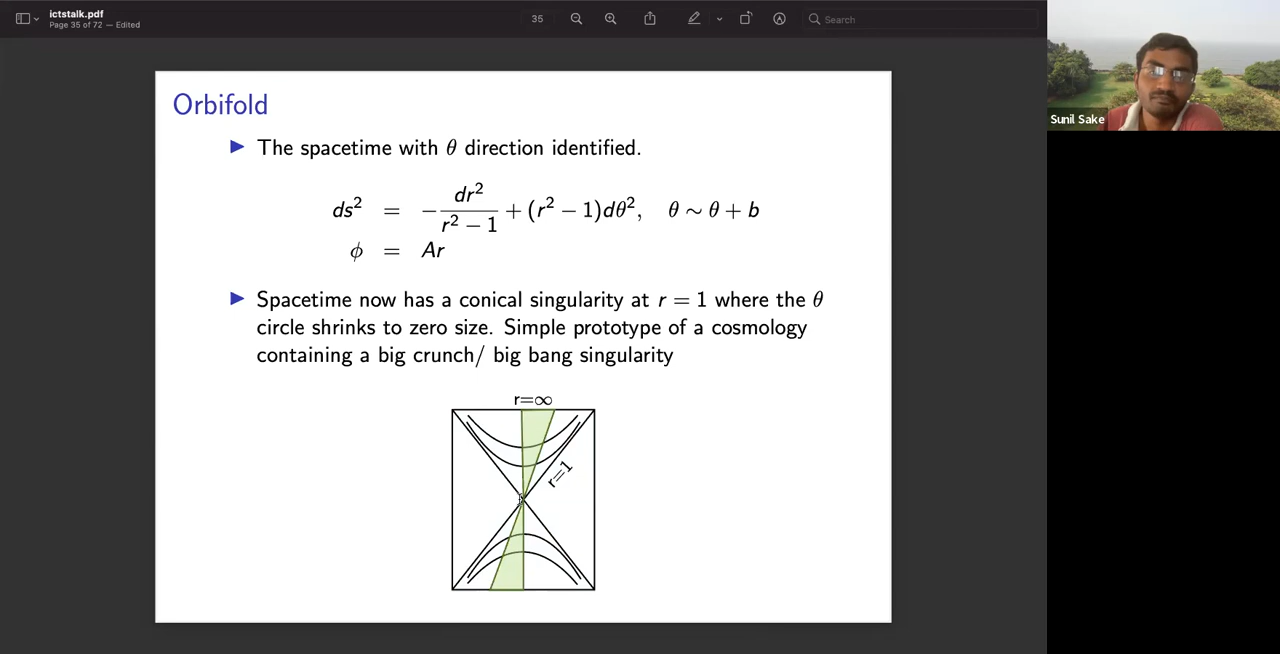 ictstalk.pdf
Page 35 of 72 — Edited
35
Search
Sunil Sake
Orbifold
The spacetime with θ direction identified.
ds² = − dr²/(r² − 1) + (r² − 1)dθ², θ ∼ θ + b
ϕ = Ar
Spacetime now has a conical singularity at r = 1 where the θ
circle shrinks to zero size. Simple prototype of a cosmology
containing a big crunch/ big bang singularity
r=∞
r=1